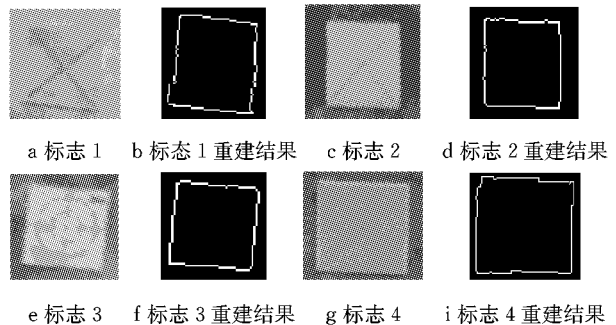 a 标志 1 b 标态 1 重建结果 c 标志 2 d 标志 2 重建结果
e 标志 3 f 标志 3 重建结果 g 标志 4 i 标志 4 重建结果